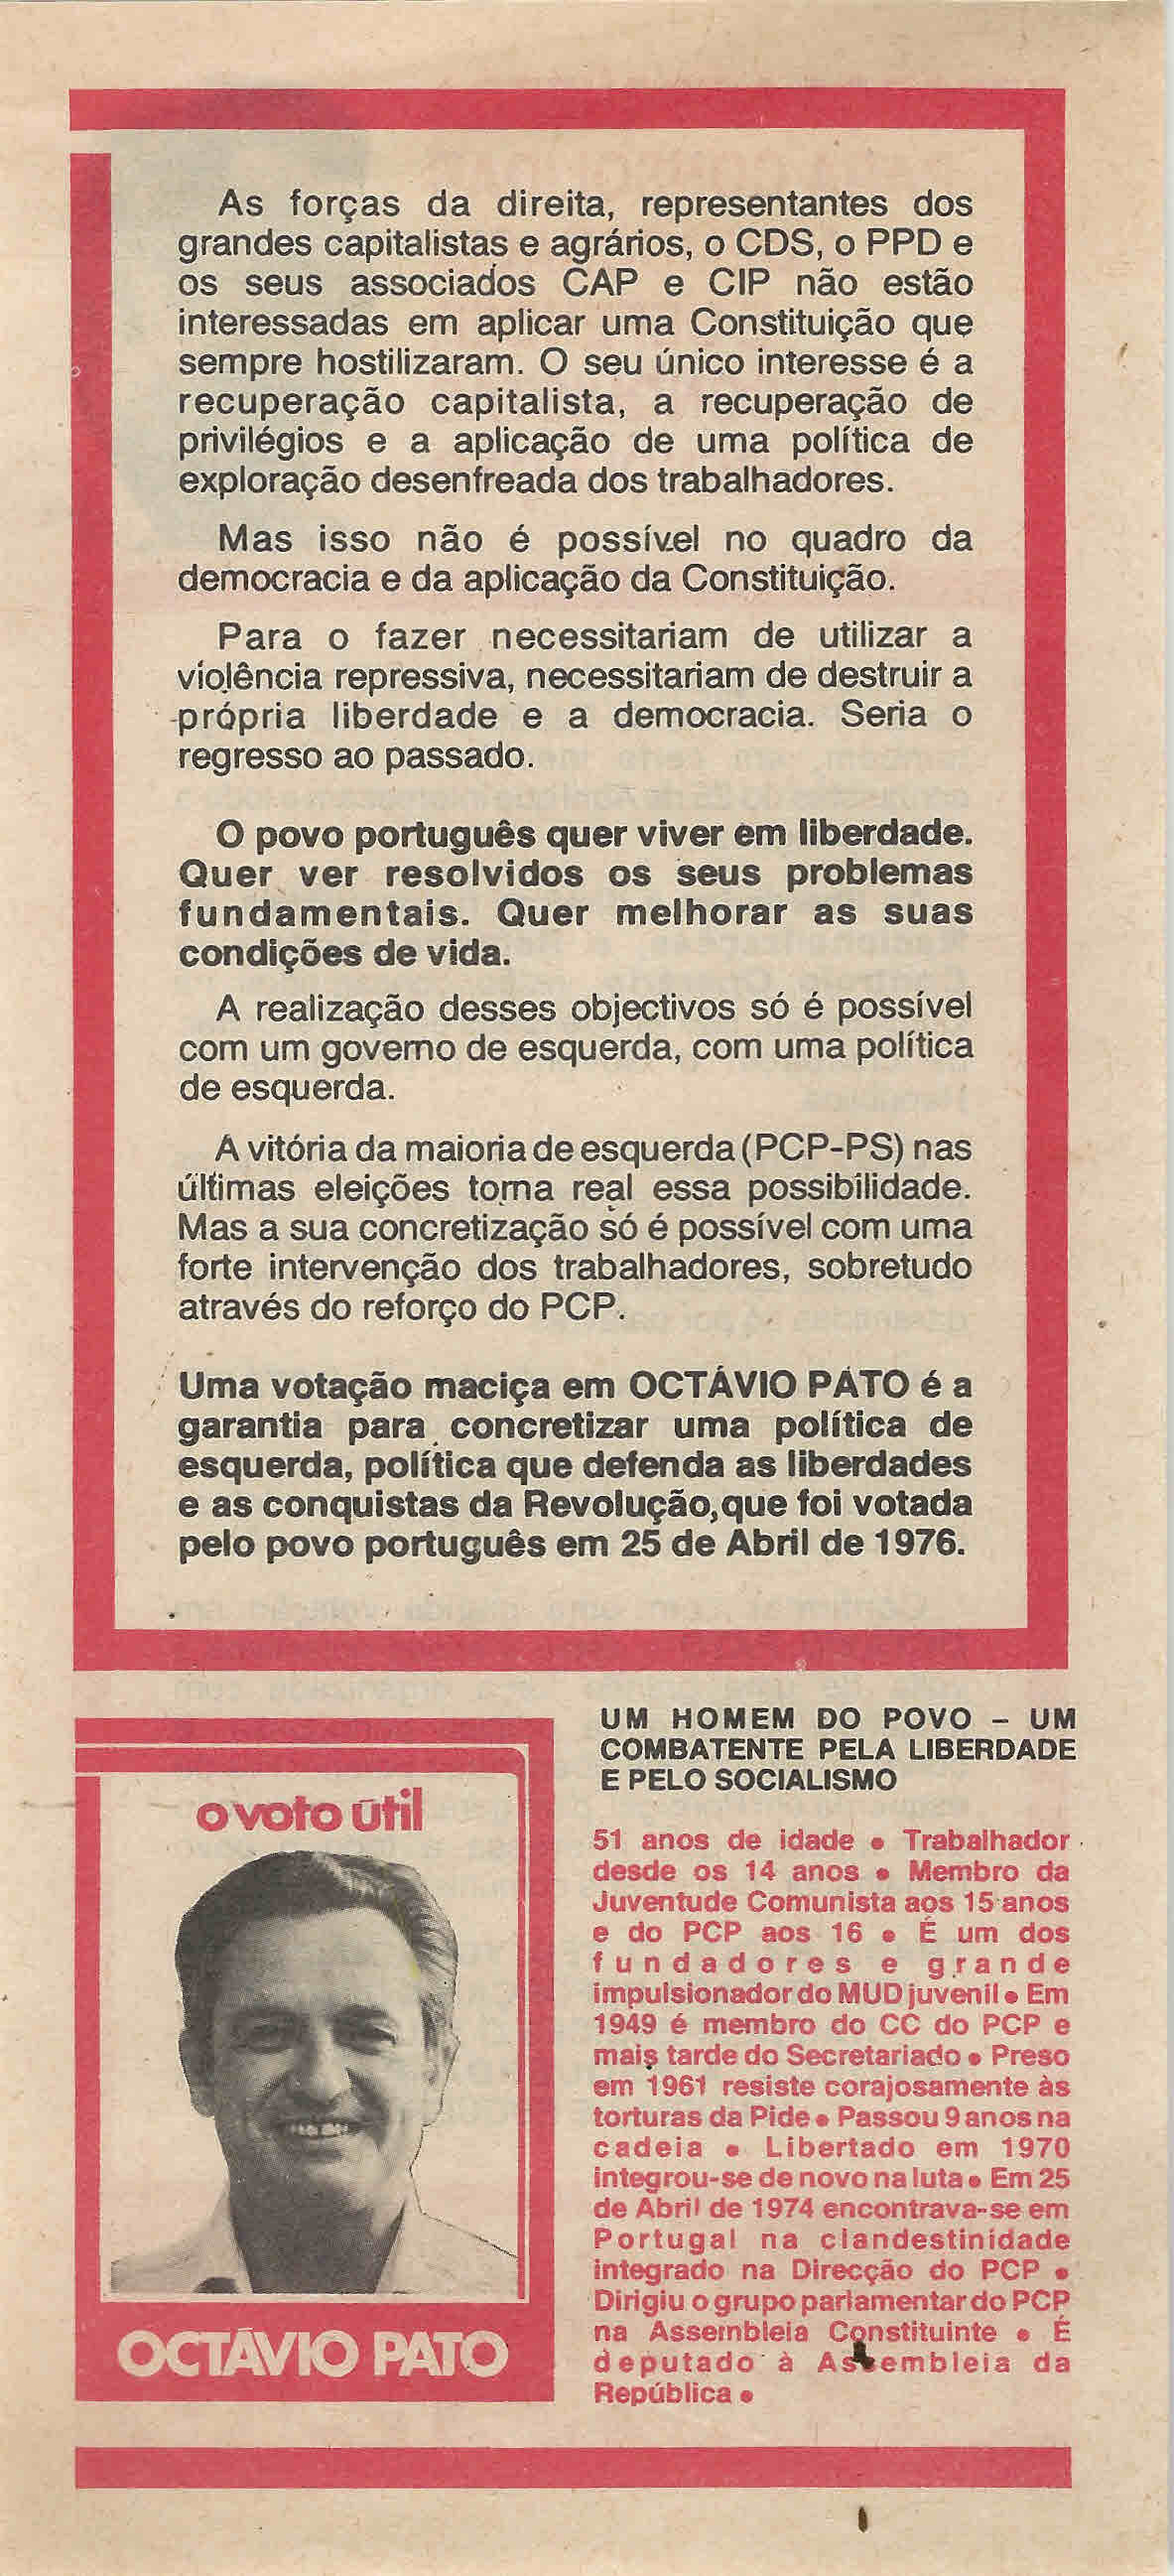 As forças da direita, representantes dos
grandes capitalistas e agrários, o CDS, o PPD e
os seus associados CAP e CIP não estão
interessadas em aplicar uma Constituição que
sempre hostilizaram. O seu único interesse é a
recuperação capitalista, a recuperação de
privilégios e a aplicação de uma política de
exploração desenfreada dos trabalhadores.
Mas isso não é possível no quadro da
democracia e da aplicação da Constituição.
Para o fazer necessitariam de utilizar a
violência repressiva, necessitariam de destruir a
própria liberdade e a democracia. Seria o
regresso ao passado.
O povo português quer viver em liberdade.
Quer ver resolvidos os seus problemas
fundamentais. Quer melhorar as suas
condições de vida.
A realização desses objectivos só é possível
com um governo de esquerda, com uma política
de esquerda.
A vitória da maioria de esquerda (PCP-PS) nas
últimas eleições torna real essa possibilidade.
Mas a sua concretização só é possível com uma
forte intervenção dos trabalhadores, sobretudo
através do reforço do PCP.
Uma votação maciça em OCTÁVIO PATO é a
garantia para concretizar uma política de
esquerda, política que defenda as liberdades
e as conquistas da Revolução, que foi votada
pelo povo português em 25 de Abril de 1976.
o voto útil
OCTÁVIO PATO
UM HOMEM DO POVO – UM
COMBATENTE PELA LIBERDADE
E PELO SOCIALISMO
51 anos de idade • Trabalhador
desde os 14 anos • Membro da
Juventude Comunista aos 15 anos
e do PCP aos 16 • É um dos
fundadores e grande
impulsionador do MUD juvenil • Em
1949 é membro do CC do PCP e
mais tarde do Secretariado • Preso
em 1961 resiste corajosamente às
torturas da Pide • Passou 9 anos na
cadeia • Libertado em 1970
integrou-se de novo na luta • Em 25
de Abril de 1974 encontrava-se em
Portugal na clandestinidade
integrado na Direcção do PCP •
Dirigiu o grupo parlamentar do PCP
na Assembleia Constituinte • É
deputado à Assembleia da
República •